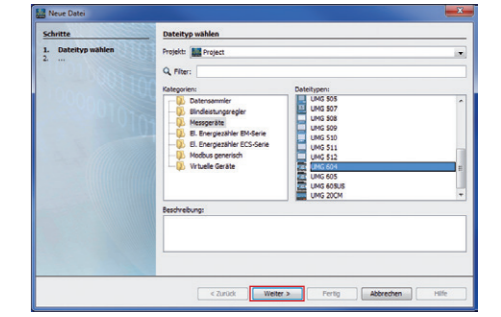 Neue Datei
Schritte
1. Dateityp wählen
2. ...
Dateityp wählen
Projekt: Project
Filter:
Kategorien:
Datensammler
Blindleistungsregler
Messgeräte
El. Energiezähler EM-Serie
El. Energiezähler ECS-Serie
Modbus generisch
Virtuelle Geräte
Dateitypen:
UMG 505
UMG 507
UMG 508
UMG 509
UMG 510
UMG 511
UMG 512
UMG 604
UMG 605
UMG 20CM
Beschreibung:
< Zurück
Weiter >
Fertig
Abbrechen
Hilfe